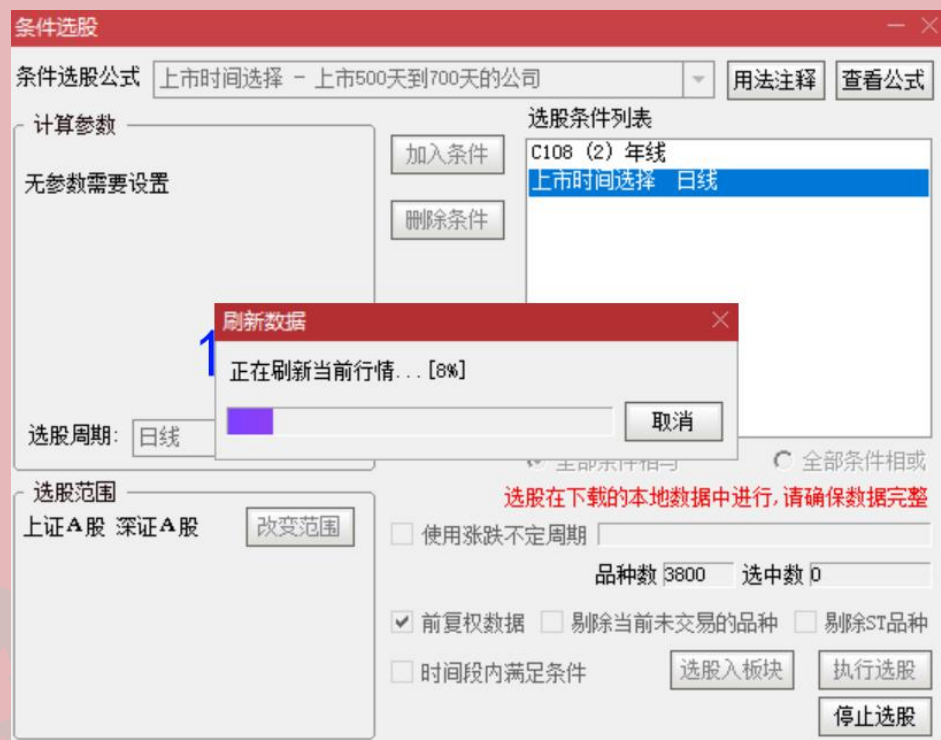 条件选股
条件选股公式 上市时间选择 - 上市500天到700天的公司 用法注释 查看公式
计算参数
无参数需要设置
加入条件
删除条件
选股条件列表
C108 (2) 年线
上市时间选择 日线
1
刷新数据
正在刷新当前行情...[8%]
取消
选股周期: 日线
全部条件相与 全部条件相或
选股范围
上证A股 深证A股 改变范围
选股在下载的本地数据中进行,请确保数据完整
使用涨跌不定周期
品种数 3800 选中数 0
前复权数据 剔除当前未交易的品种 剔除ST品种
时间段内满足条件 选股入板块 执行选股
停止选股